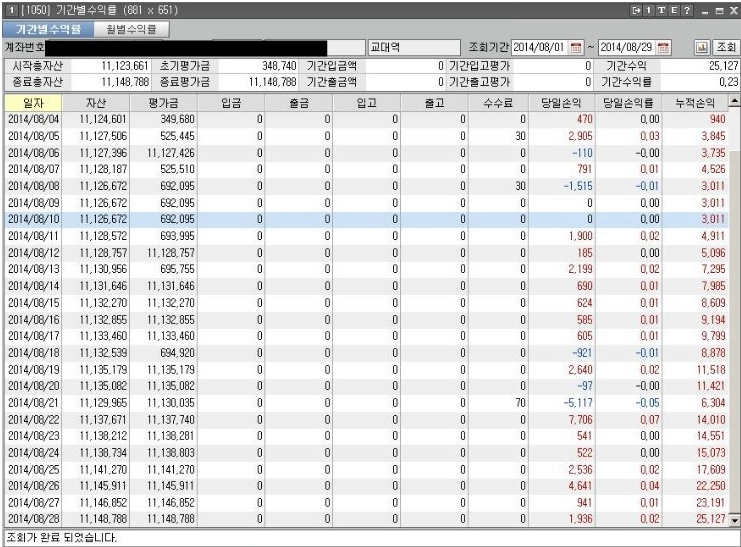 1 [1050] 기간별수익률 (881 x 651) 1 T E ?
기간별수익률 월별수익률
계좌번호 교대역 조회기간 2014/08/01 ~ 2014/08/29 조회
시작총자산 11,123,661 초기평가금 348,740 기간입금액 0 기간입고평가 0 기간수익 25,127
종료총자산 11,148,788 종료평가금 11,148,788 기간출금액 0 기간출고평가 0 기간수익률 0,23
일자 자산 평가금 입금 출금 입고 출고 수수료 당일손익 당일손익률 누적손익
2014/08/04 11,124,601 349,680 0 0 0 0 0 470 0,00 940
2014/08/05 11,127,506 525,445 0 0 0 0 30 2,905 0,03 3,845
2014/08/06 11,127,396 11,127,426 0 0 0 0 0 -110 -0,00 3,735
2014/08/07 11,128,187 525,510 0 0 0 0 0 791 0,01 4,526
2014/08/08 11,126,672 692,095 0 0 0 0 30 -1,515 -0,01 3,011
2014/08/09 11,126,672 692,095 0 0 0 0 0 0 0,00 3,011
2014/08/10 11,126,672 692,095 0 0 0 0 0 0 0,00 3,011
2014/08/11 11,128,572 693,995 0 0 0 0 0 1,900 0,02 4,911
2014/08/12 11,128,757 11,128,757 0 0 0 0 0 185 0,00 5,096
2014/08/13 11,130,956 695,755 0 0 0 0 0 2,199 0,02 7,295
2014/08/14 11,131,646 11,131,646 0 0 0 0 0 690 0,01 7,985
2014/08/15 11,132,270 11,132,270 0 0 0 0 0 624 0,01 8,609
2014/08/16 11,132,855 11,132,855 0 0 0 0 0 585 0,01 9,194
2014/08/17 11,133,460 11,133,460 0 0 0 0 0 605 0,01 9,799
2014/08/18 11,132,539 694,920 0 0 0 0 0 -921 -0,01 8,878
2014/08/19 11,135,179 11,135,179 0 0 0 0 0 2,640 0,02 11,518
2014/08/20 11,135,082 11,135,082 0 0 0 0 0 -97 -0,00 11,421
2014/08/21 11,129,965 11,130,035 0 0 0 0 70 -5,117 -0,05 6,304
2014/08/22 11,137,671 11,137,740 0 0 0 0 0 7,706 0,07 14,010
2014/08/23 11,138,212 11,138,281 0 0 0 0 0 541 0,00 14,551
2014/08/24 11,138,734 11,138,803 0 0 0 0 0 522 0,00 15,073
2014/08/25 11,141,270 11,141,270 0 0 0 0 0 2,536 0,02 17,609
2014/08/26 11,145,911 11,145,911 0 0 0 0 0 4,641 0,04 22,250
2014/08/27 11,146,852 11,146,852 0 0 0 0 0 941 0,01 23,191
2014/08/28 11,148,788 11,148,788 0 0 0 0 0 1,936 0,02 25,127
조회가 완료 되었습니다.